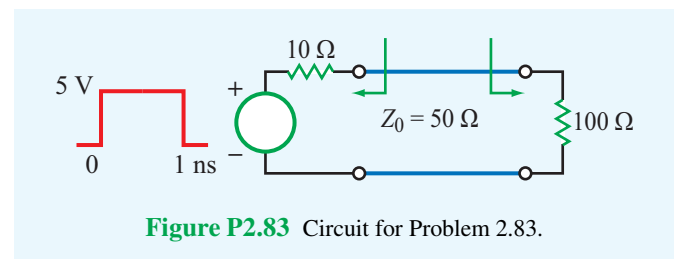 10 Ω
5 V
+
Z₀ = 50 Ω
100 Ω
0
1 ns
−
Figure P2.83 Circuit for Problem 2.83.